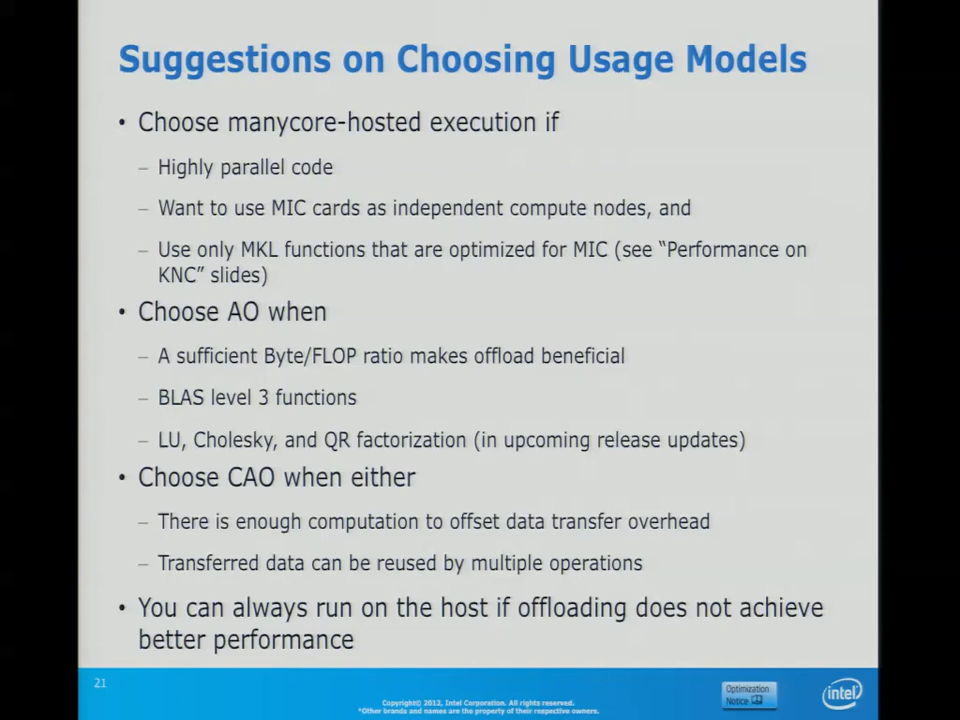 Suggestions on Choosing Usage Models
• Choose manycore-hosted execution if
– Highly parallel code
– Want to use MIC cards as independent compute nodes, and
– Use only MKL functions that are optimized for MIC (see “Performance on
KNC” slides)
• Choose AO when
– A sufficient Byte/FLOP ratio makes offload beneficial
– BLAS level 3 functions
– LU, Cholesky, and QR factorization (in upcoming release updates)
• Choose CAO when either
– There is enough computation to offset data transfer overhead
– Transferred data can be reused by multiple operations
• You can always run on the host if offloading does not achieve
better performance
21
Copyright© 2012, Intel Corporation. All rights reserved.
*Other brands and names are the property of their respective owners.
Optimization
Notice
intel